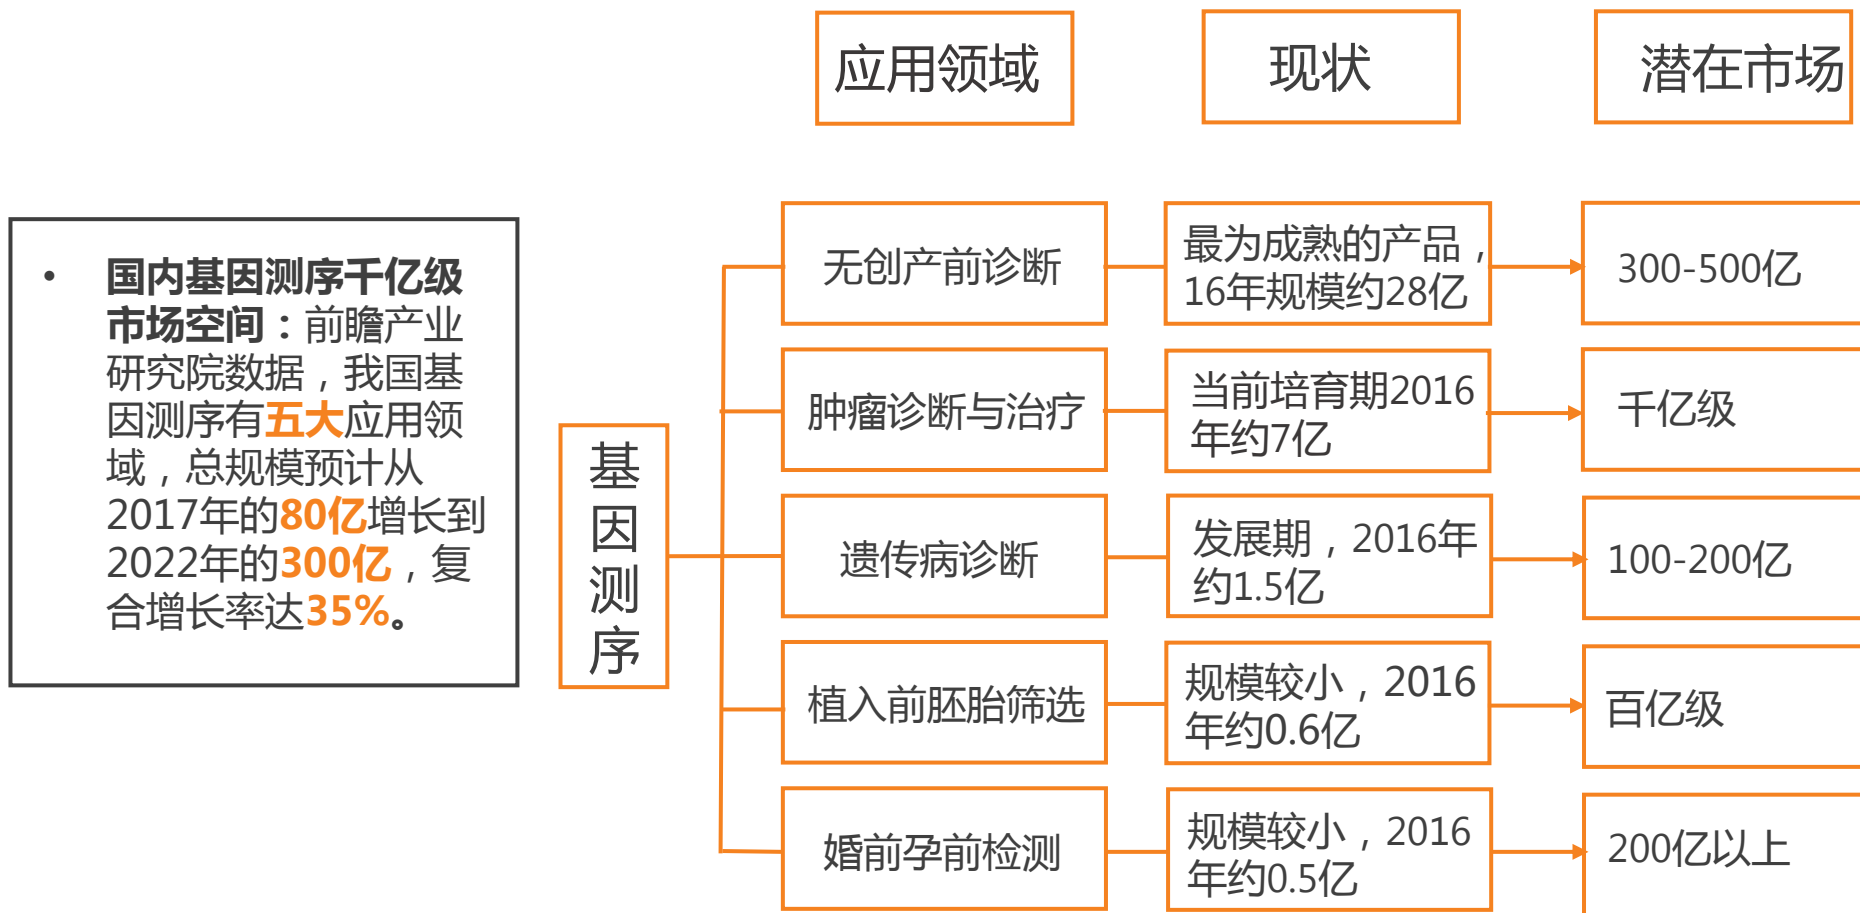 应用领域
现状
潜在市场
• 国内基因测序千亿级
市场空间：前瞻产业
研究院数据，我国基
因测序有五大应用领
域，总规模预计从
2017年的80亿增长到
2022年的300亿，复
合增长率达35%。
基
因
测
序
无创产前诊断
最为成熟的产品，
16年规模约28亿
300-500亿
肿瘤诊断与治疗
当前培育期2016
年约7亿
千亿级
遗传病诊断
发展期，2016年
约1.5亿
100-200亿
植入前胚胎筛选
规模较小，2016
年约0.6亿
百亿级
婚前孕前检测
规模较小，2016
年约0.5亿
200亿以上